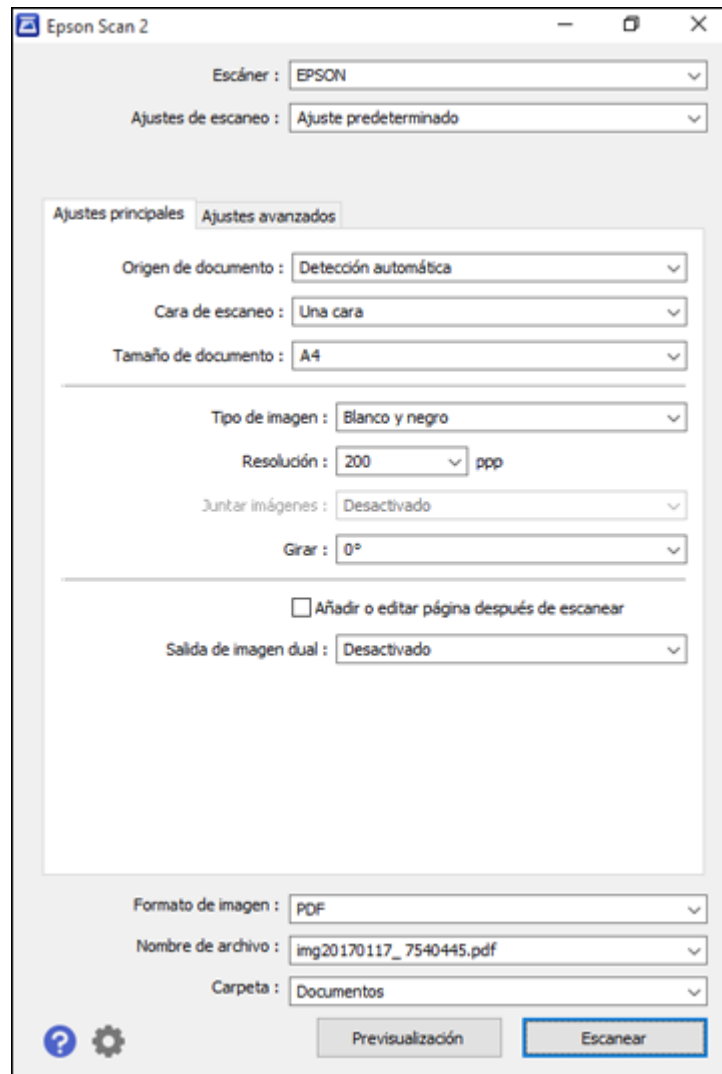 Epson Scan 2
Escáner : EPSON
Ajustes de escaneo : Ajuste predeterminado
Ajustes principales Ajustes avanzados
Origen de documento : Detección automática
Cara de escaneo : Una cara
Tamaño de documento : A4
Tipo de imagen : Blanco y negro
Resolución : 200 ppp
Juntar imágenes : Desactivado
Girar : 0°
Añadir o editar página después de escanear
Salida de imagen dual : Desactivado
Formato de imagen : PDF
Nombre de archivo : img20170117_ 7540445.pdf
Carpeta : Documentos
? Previsualización Escanear